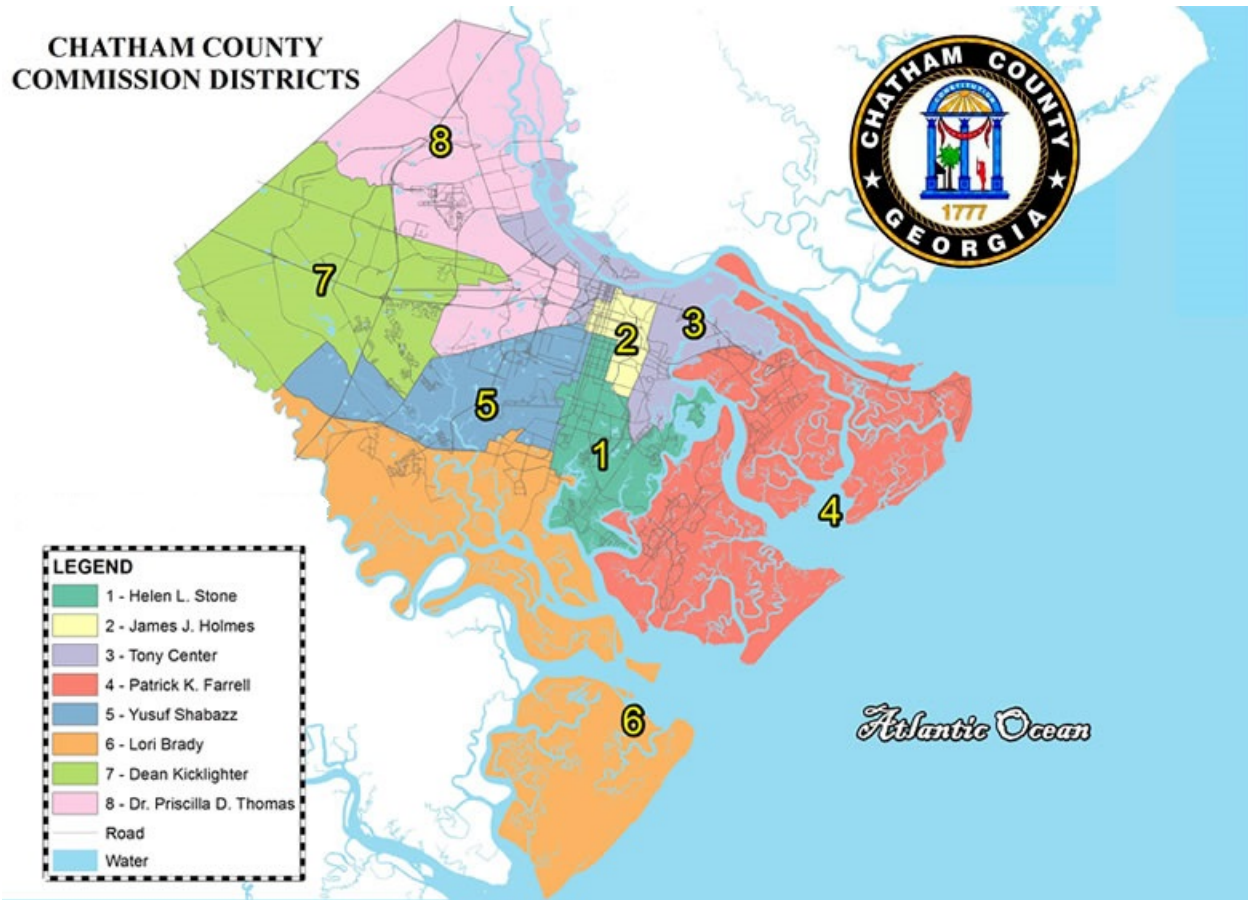 CHATHAM COUNTY
COMMISSION DISTRICTS
CHATHAM COUNTY
GEORGIA
CONSTITUTION
1777
8
7
2
3
5
1
4
6
LEGEND
1 - Helen L. Stone
2 - James J. Holmes
3 - Tony Center
4 - Patrick K. Farrell
5 - Yusuf Shabazz
6 - Lori Brady
7 - Dean Kicklighter
8 - Dr. Priscilla D. Thomas
Road
Water
Atlantic Ocean